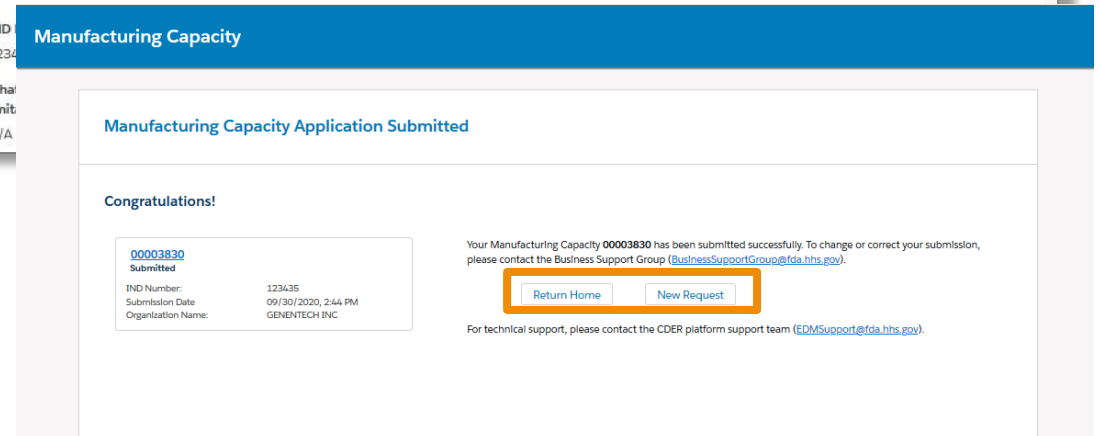 Manufacturing Capacity
Manufacturing Capacity Application Submitted
Congratulations!
00003830
Submitted
IND Number: 123435
Submission Date 09/30/2020, 2:44 PM
Organization Name: GENENTECH INC
Your Manufacturing Capacity 00003830 has been submitted successfully. To change or correct your submission,
please contact the Business Support Group (BusinessSupportGroup@fda.hhs.gov).
Return Home New Request
For technical support, please contact the CDER platform support team (EDMSupport@fda.hhs.gov).